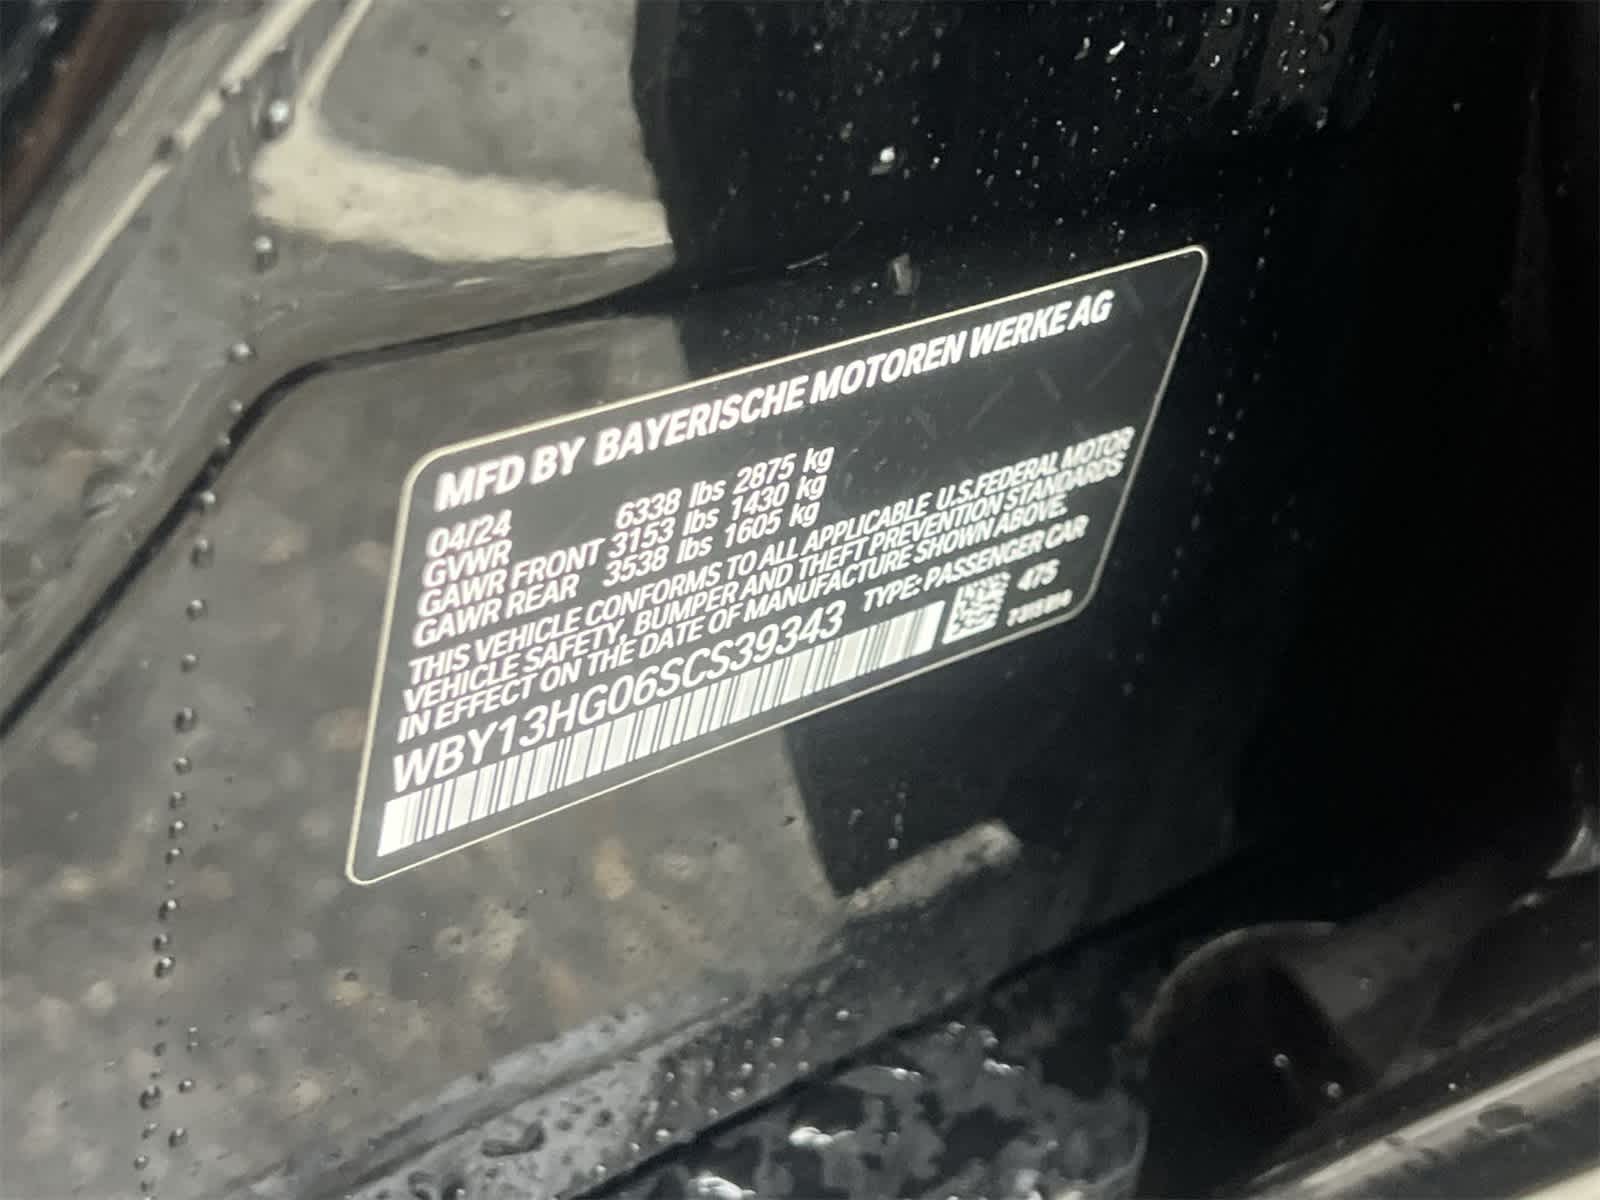 MFD BY BAYERISCHE MOTOREN WERKE AG
04/24
GVWR 6338 lbs 2875 kg
GAWR FRONT 3153 lbs 1430 kg
GAWR REAR 3538 lbs 1605 kg
THIS VEHICLE CONFORMS TO ALL APPLICABLE U.S.FEDERAL MOTOR
VEHICLE SAFETY, BUMPER AND THEFT PREVENTION STANDARDS
IN EFFECT ON THE DATE OF MANUFACTURE SHOWN ABOVE.
WBY13HG06SCS39343 TYPE: PASSENGER CAR
475